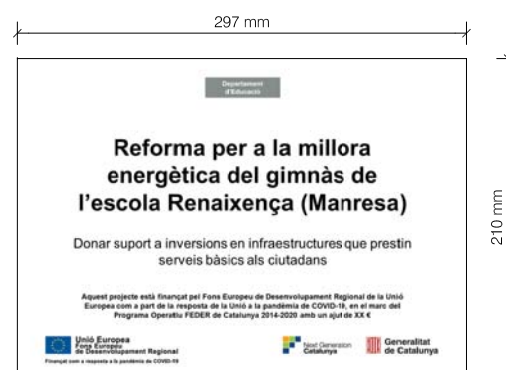 297 mm
Departament
d'Educació
Reforma per a la millora
energètica del gimnàs de
l'escola Renaixença (Manresa)
210 mm
Donar suport a inversions en infraestructures que prestin
serveis bàsics als ciutadans
Aquest projecte està finançat pel Fons Europeu de Desenvolupament Regional de la Unió
Europea com a part de la resposta de la Unió a la pandèmia de COVID-19, en el marc del
Programa Operatiu FEDER de Catalunya 2014-2020 amb un ajut de XX €
Unió Europea
Fons Europeu
de Desenvolupament Regional
Finançat com a resposta a la pandèmia de COVID-19
Next Generation
Catalunya
Generalitat
de Catalunya